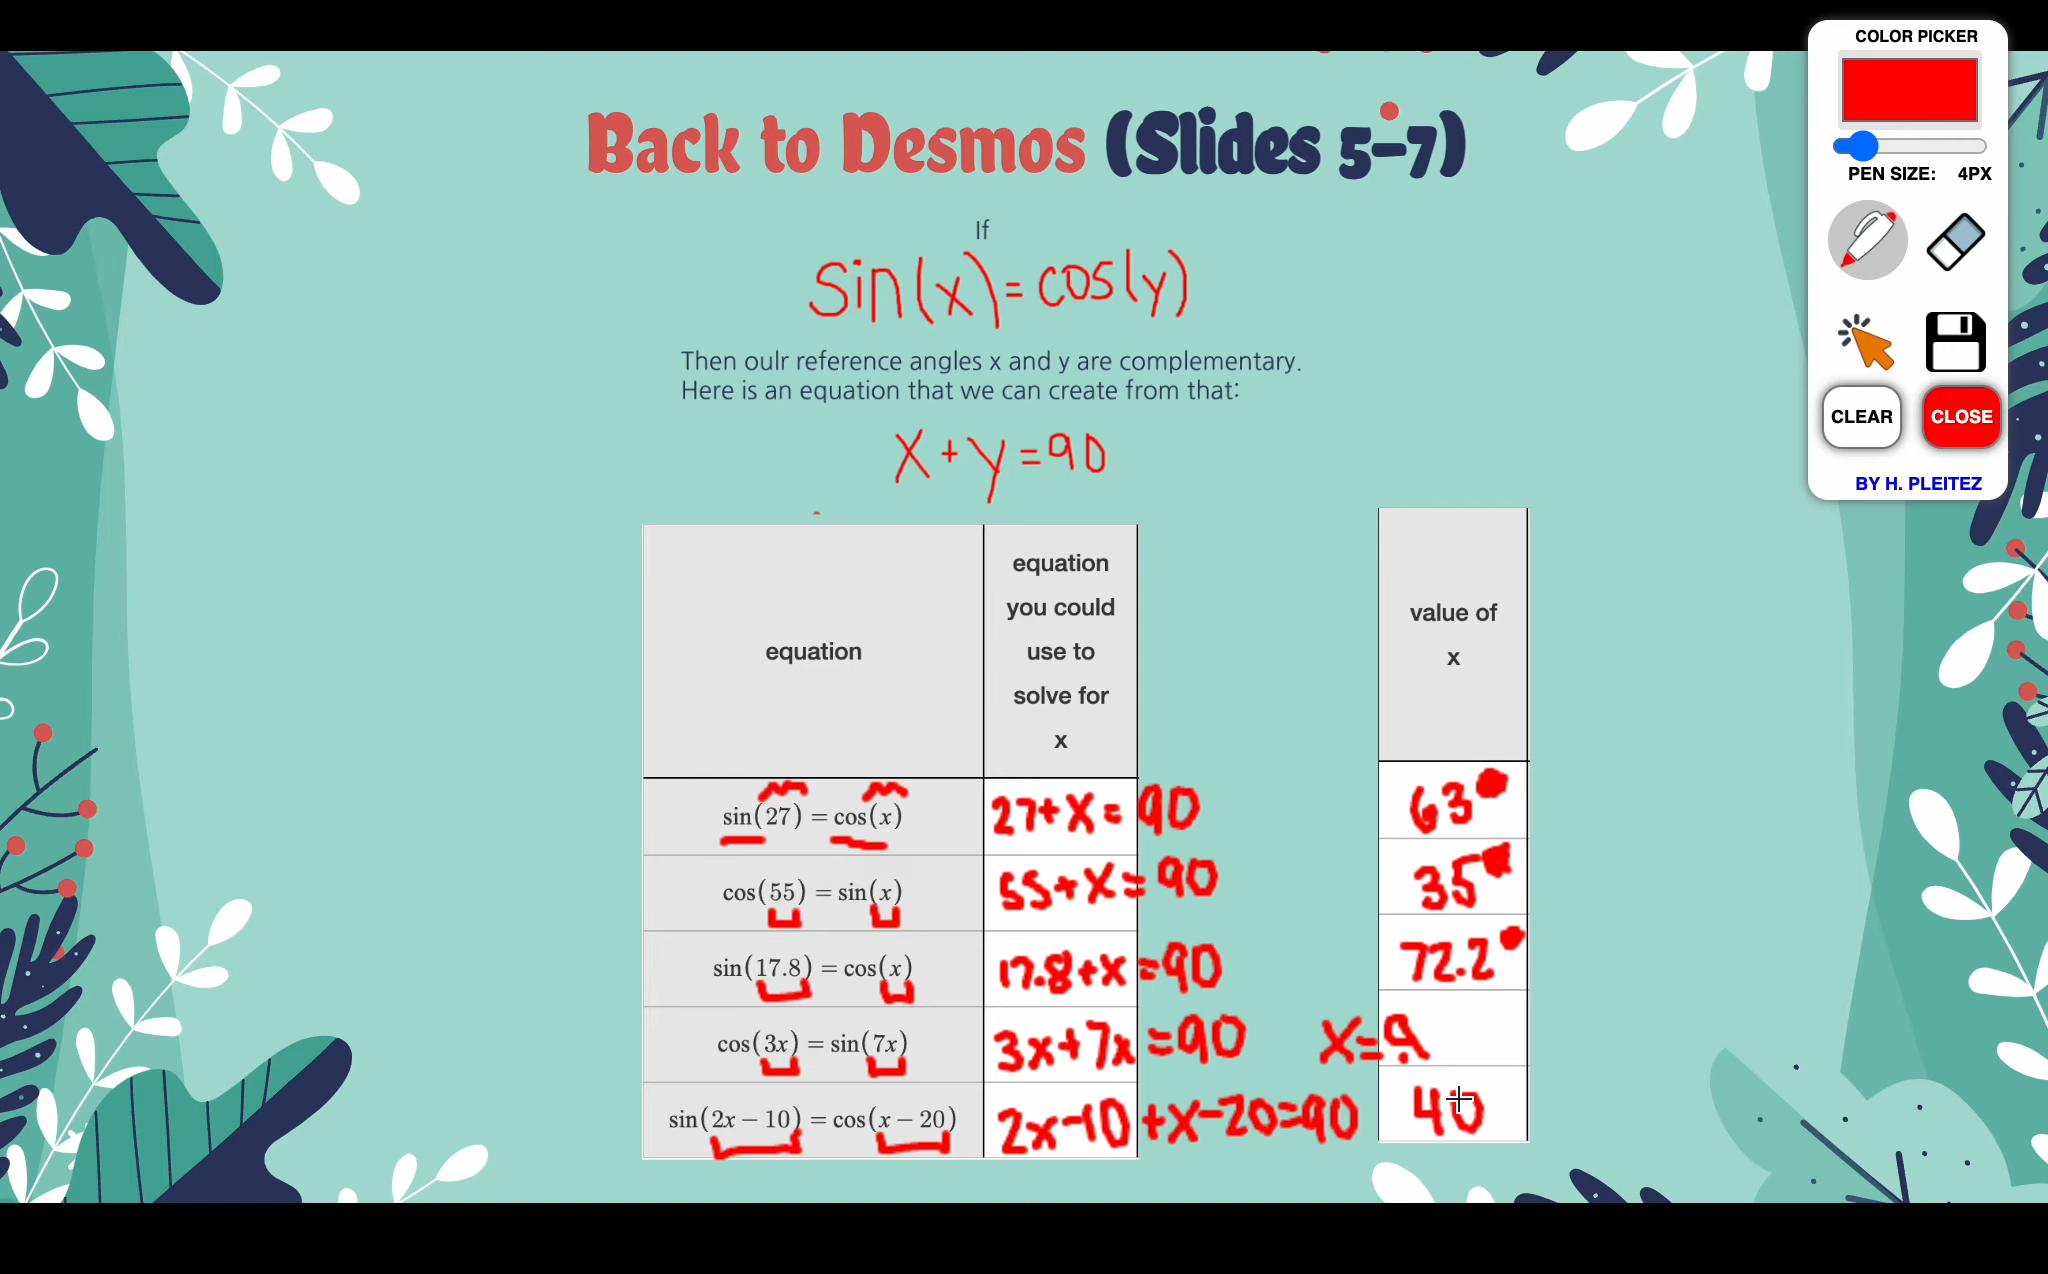 COLOR PICKER
PEN SIZE: 4PX
CLEAR
CLOSE
BY H. PLEITEZ
Back to Desmos (Slides 5-7)
If
Sin(x)=cos(y)
Then oulr reference angles x and y are complementary.
Here is an equation that we can create from that:
x+y=90
equation
equation
you could
use to
solve for
x
value of
x
sin(27) = cos(x)
27+x=90
63°
cos(55) = sin(x)
55+x=90
35°
sin(17.8) = cos(x)
17.8+x=90
72.2°
cos(3x) = sin(7x)
3x+7x=90
x=9
sin(2x – 10) = cos(x – 20)
2x-10+x-20=90
40